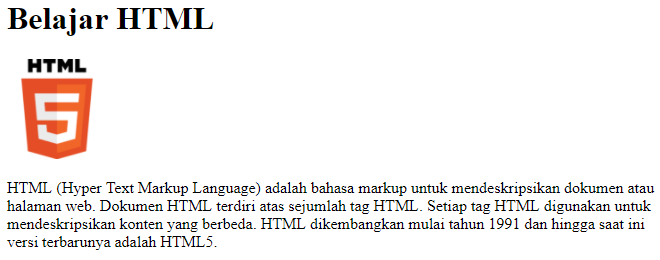 Belajar HTML
HTML
5
HTML (Hyper Text Markup Language) adalah bahasa markup untuk mendeskripsikan dokumen atau
halaman web. Dokumen HTML terdiri atas sejumlah tag HTML. Setiap tag HTML digunakan untuk
mendeskripsikan konten yang berbeda. HTML dikembangkan mulai tahun 1991 dan hingga saat ini
versi terbarunya adalah HTML5.